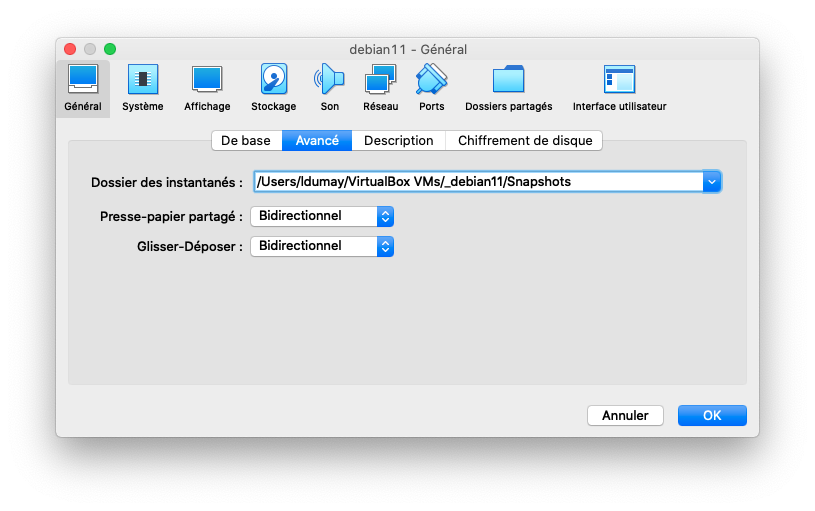 debian11 - Général
Général Système Affichage Stockage Son Réseau Ports Dossiers partagés Interface utilisateur
De base Avancé Description Chiffrement de disque
Dossier des instantanés : /Users/ldumay/VirtualBox VMs/_debian11/Snapshots
Presse-papier partagé : Bidirectionnel
Glisser-Déposer : Bidirectionnel
Annuler OK